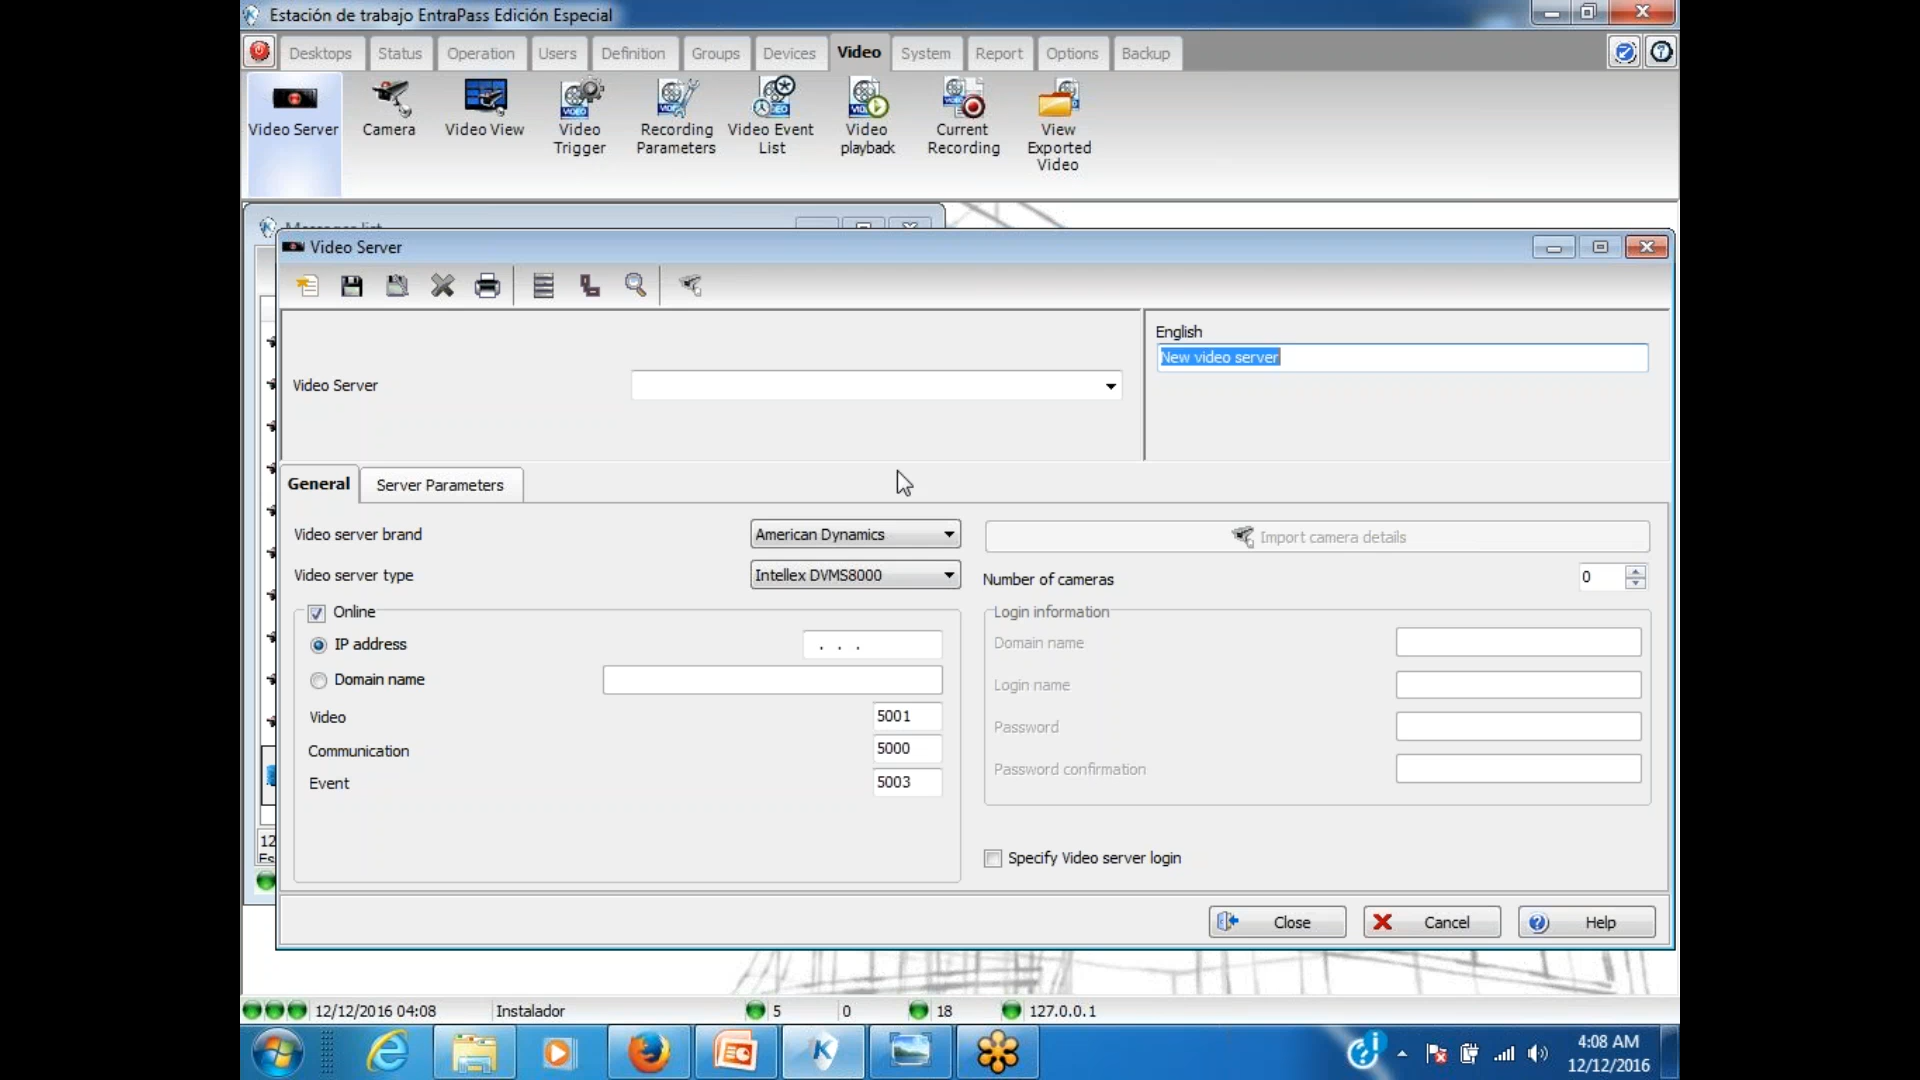 Estación de trabajo EntraPass Edición Especial
Desktops Status Operation Users Definition Groups Devices Video System Report Options Backup
Video Server Camera Video View Video Trigger Recording Parameters Video Event List Video playback Current Recording View Exported Video
Messages list
Video Server
English
New video server
Video Server
General Server Parameters
Video server brand American Dynamics Import camera details
Video server type Intellex DVMS8000 Number of cameras 0
Online Login information
IP address . . . Domain name
Domain name Login name
Video 5001 Password
Communication 5000 Password confirmation
Event 5003
12
Es
Specify Video server login
Close Cancel Help
12/12/2016 04:08 Instalador 5 0 18 127.0.0.1
4:08 AM
12/12/2016